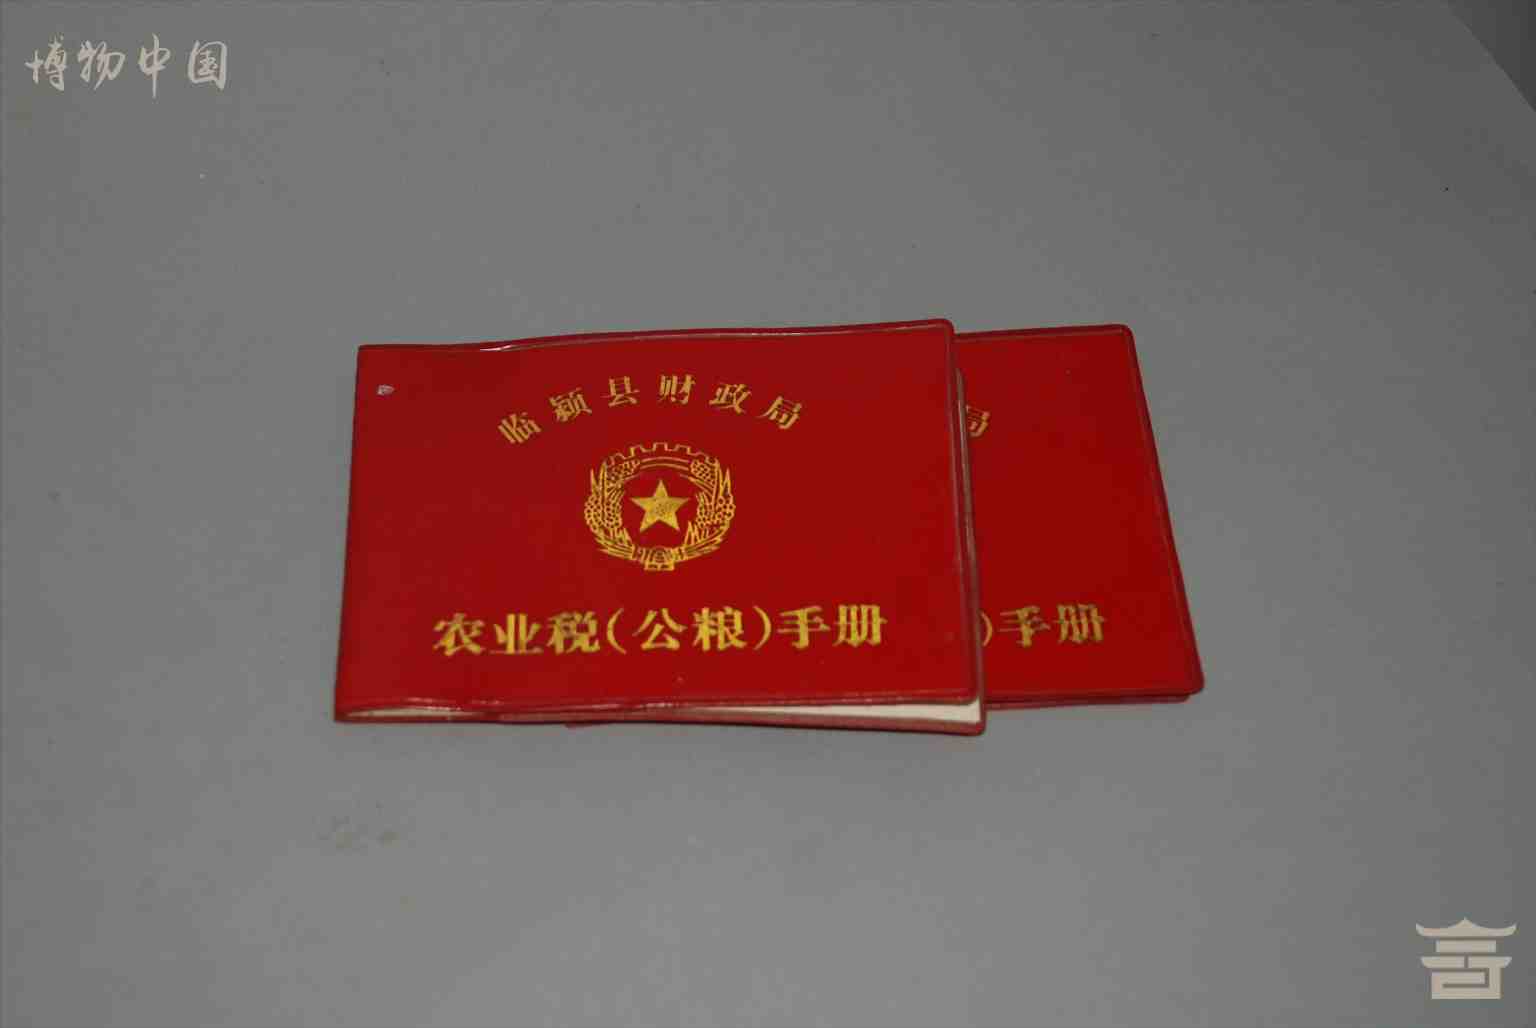 博物中国
临颍县财政局
农业税(公粮)手册
局
)手册